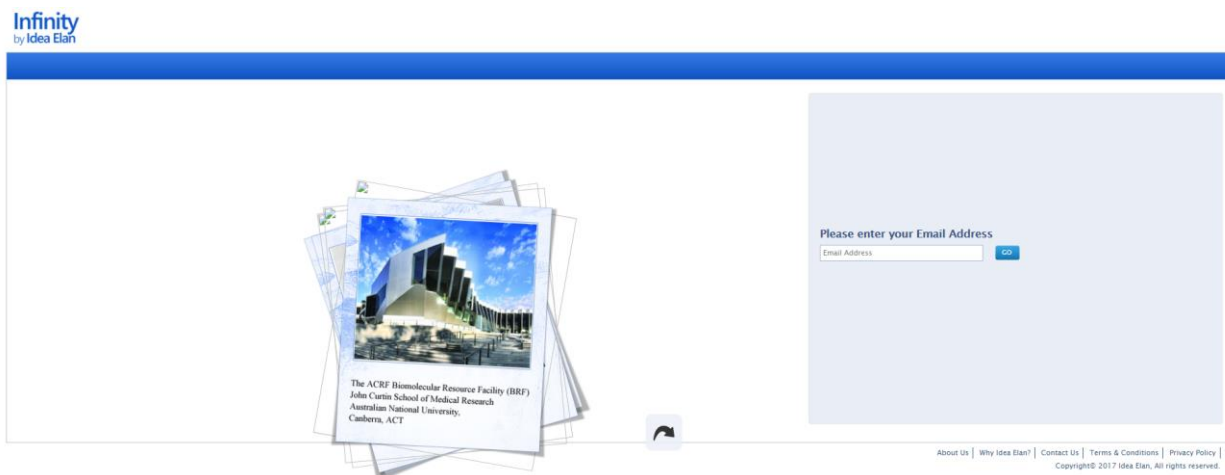 Infinity
by Idea Elan
Please enter your Email Address
Email Address
GO
The ACRF Biomolecular Resource Facility (BRF)
John Curtin School of Medical Research
Australian National University,
Canberra, ACT
About Us | Why Idea Elan? | Contact Us | Terms & Conditions | Privacy Policy |
Copyright© 2017 Idea Elan, All rights reserved.